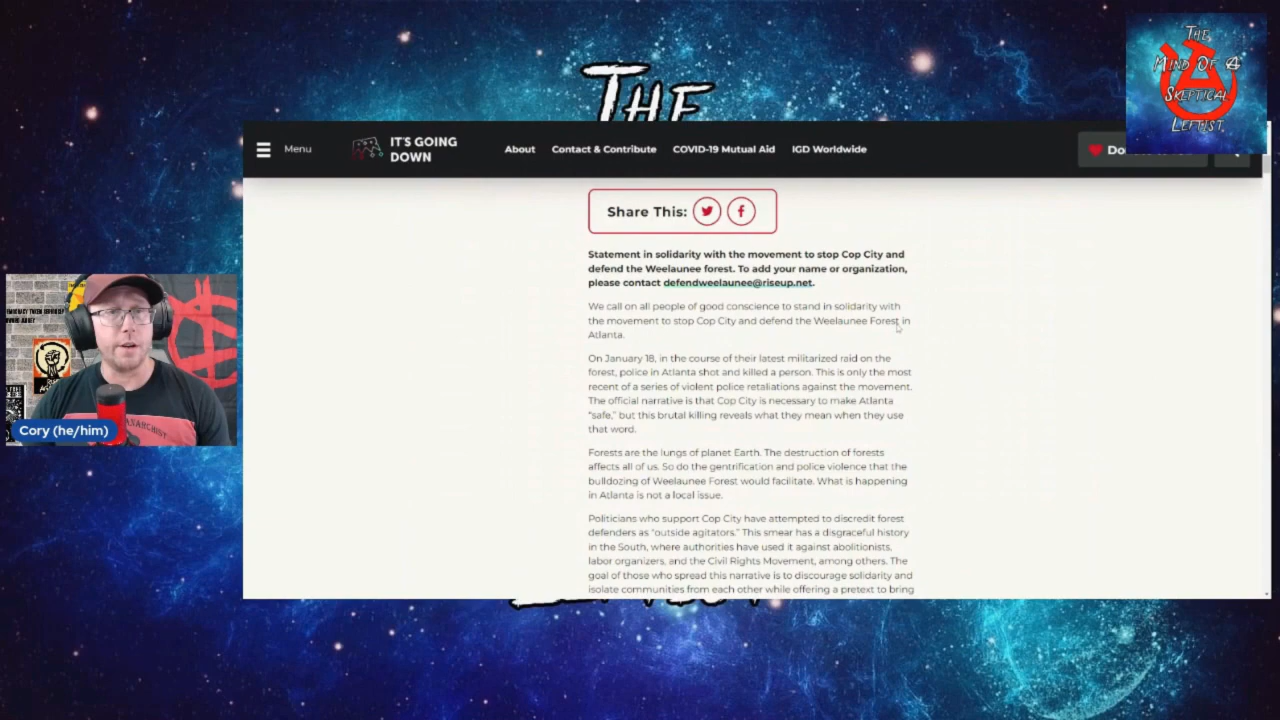 THE
THE
MIND OF A
SKEPTICAL
LEFTIST
Menu
IT'S GOING
DOWN
About
Contact & Contribute
COVID-19 Mutual Aid
IGD Worldwide
Share This:
Statement in solidarity with the movement to stop Cop City and
defend the Weelaunee forest. To add your name or organization,
please contact defendweelaunee@riseup.net.
We call on all people of good conscience to stand in solidarity with
the movement to stop Cop City and defend the Weelaunee Forest in
Atlanta.
On January 18, in the course of their latest militarized raid on the
forest, police in Atlanta shot and killed a person. This is only the most
recent of a series of violent police retaliations against the movement.
The official narrative is that Cop City is necessary to make Atlanta
“safe,” but this brutal killing reveals what they mean when they use
that word.
Forests are the lungs of planet Earth. The destruction of forests
affects all of us. So do the gentrification and police violence that the
bulldozing of Weelaunee Forest would facilitate. What is happening
in Atlanta is not a local issue.
Politicians who support Cop City have attempted to discredit forest
defenders as “outside agitators.” This smear has a disgraceful history
in the South, where authorities have used it against abolitionists,
labor organizers, and the Civil Rights Movement, among others. The
goal of those who spread this narrative is to discourage solidarity and
isolate communities from each other while offering a pretext to bring
ANARCHIST
Cory (he/him)